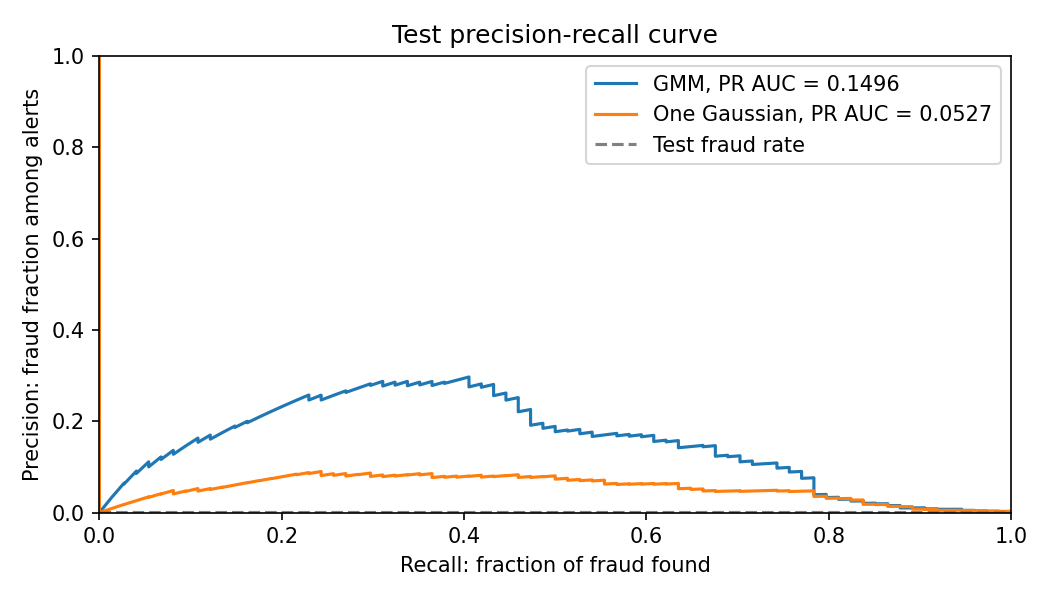 Test precision-recall curve
GMM, PR AUC = 0.1496
One Gaussian, PR AUC = 0.0527
Test fraud rate
Precision: fraud fraction among alerts
1.0
0.8
0.6
0.4
0.2
0.0
0.0 0.2 0.4 0.6 0.8 1.0
Recall: fraction of fraud found